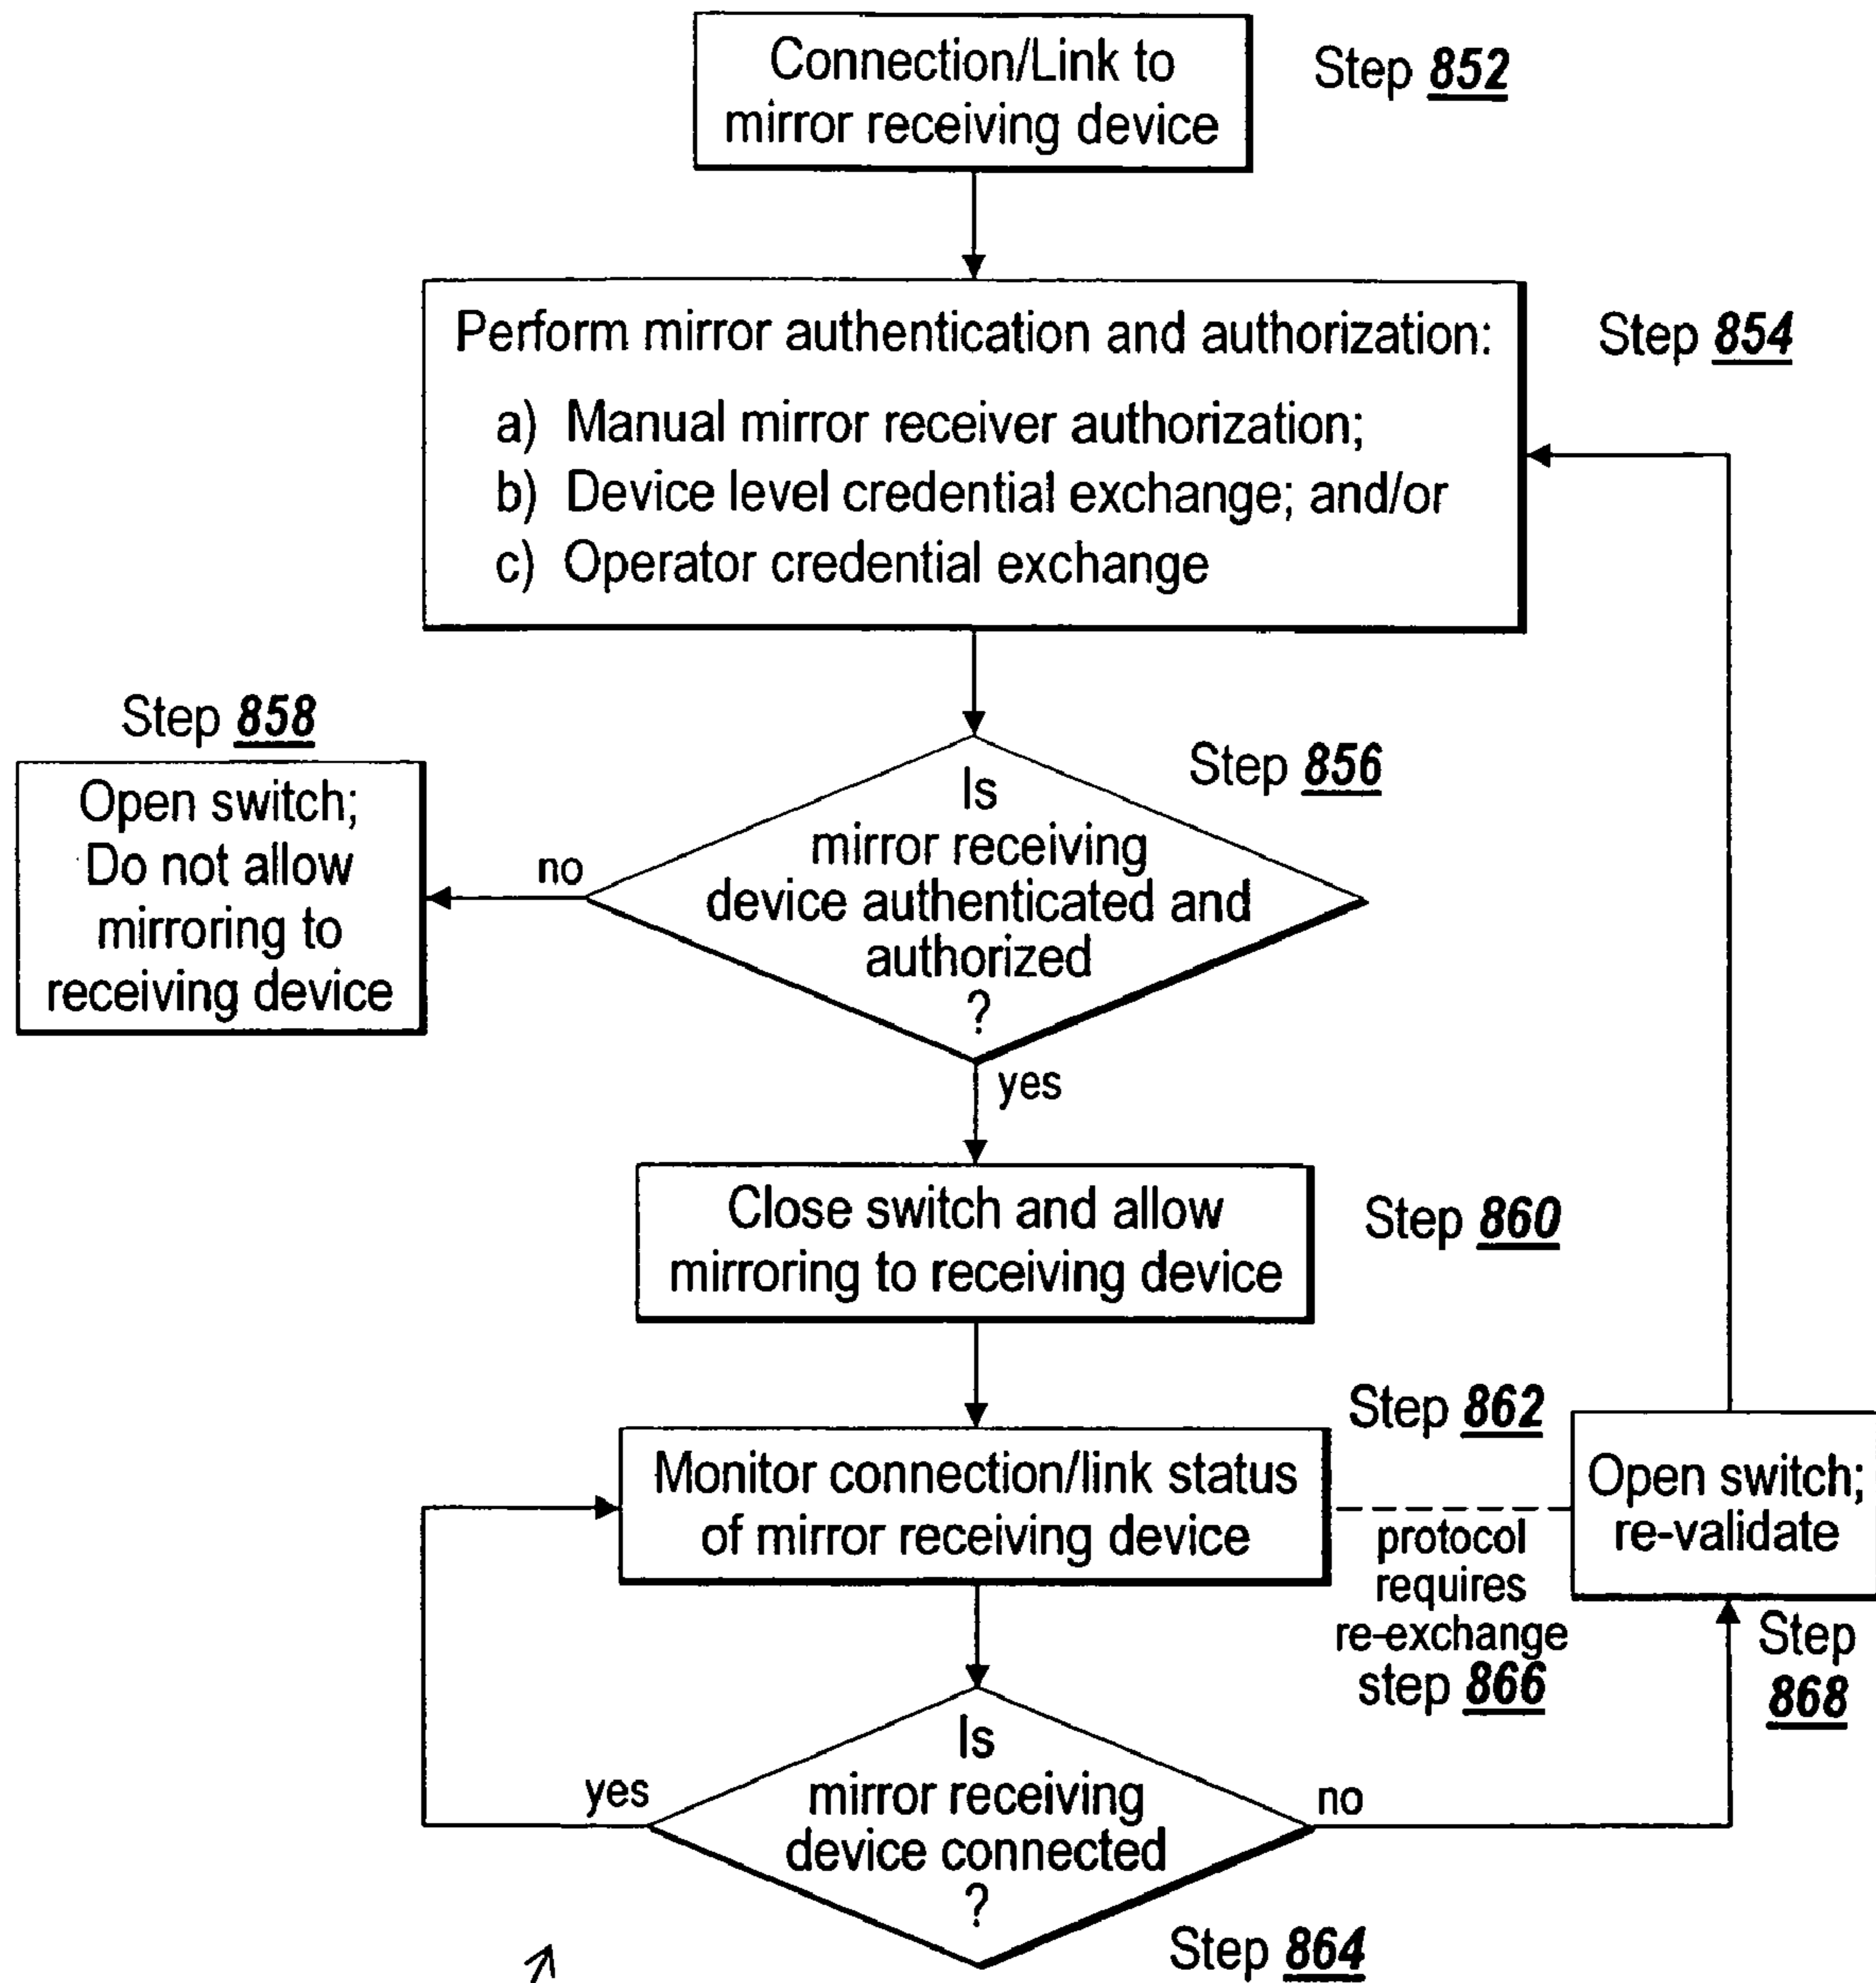 Connection/Link to
mirror receiving device
Step 852
Perform mirror authentication and authorization:
a) Manual mirror receiver authorization;
b) Device level credential exchange; and/or
c) Operator credential exchange
Step 854
Step 858
Open switch;
Do not allow
mirroring to
receiving device
no
Step 856
Is
mirror receiving
device authenticated and
authorized
?
yes
Close switch and allow
mirroring to receiving device
Step 860
Step 862
Monitor connection/link status
of mirror receiving device
protocol
requires
re-exchange
step 866
Open switch;
re-validate
Step
868
yes
Is
mirror receiving
device connected
?
no
Step 864